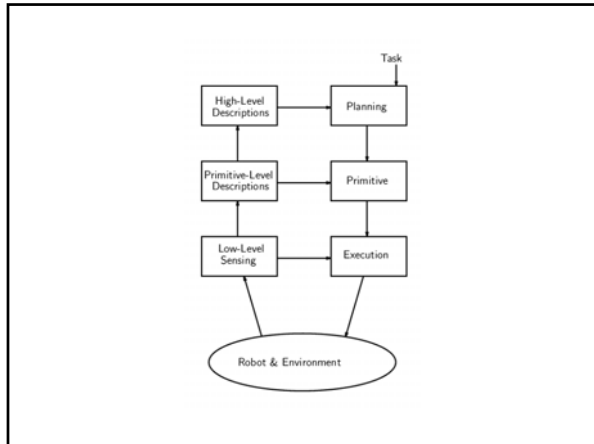 Task
High-Level
Descriptions
Planning
Primitive-Level
Descriptions
Primitive
Low-Level
Sensing
Execution
Robot & Environment